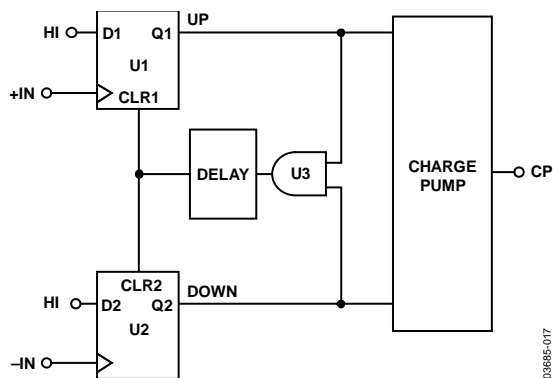 UP
HI
D1
Q1
U1
+IN
CLR1
DELAY
U3
CHARGE
PUMP
CP
CLR2
DOWN
HI
D2
Q2
U2
–IN
03685-017